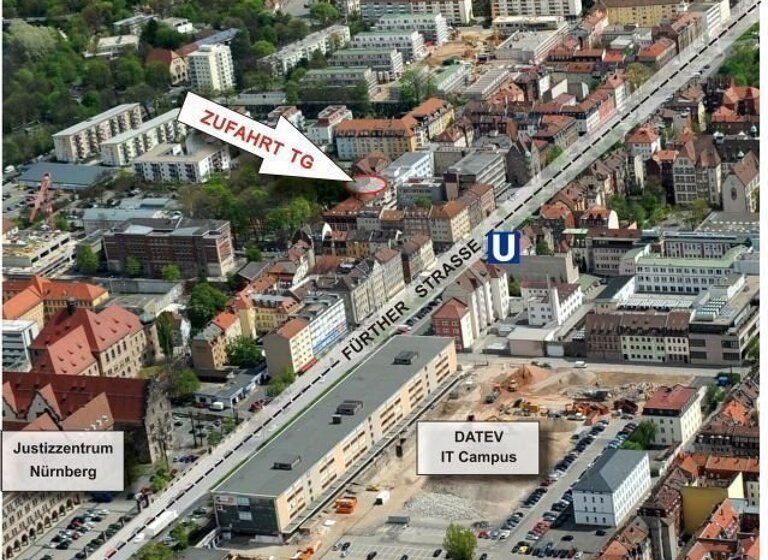 ZUFAHRT TG
FÜRTHER STRASSE
U
Justizzentrum
Nürnberg
DATEV
IT Campus